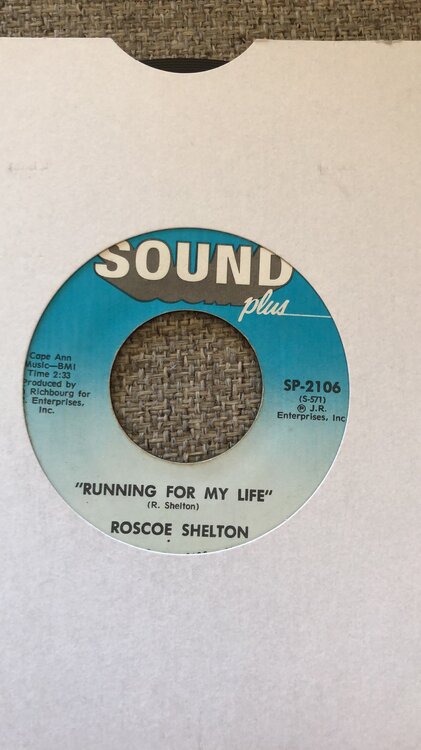 SOUND
plus
Cape Ann
Music—BMI
Time 2:33
Produced by
Richbourg for
Enterprises,
Inc.
SP-2106
(S-571)
℗ J.R.
Enterprises, Inc
"RUNNING FOR MY LIFE"
(R. Shelton)
ROSCOE SHELTON